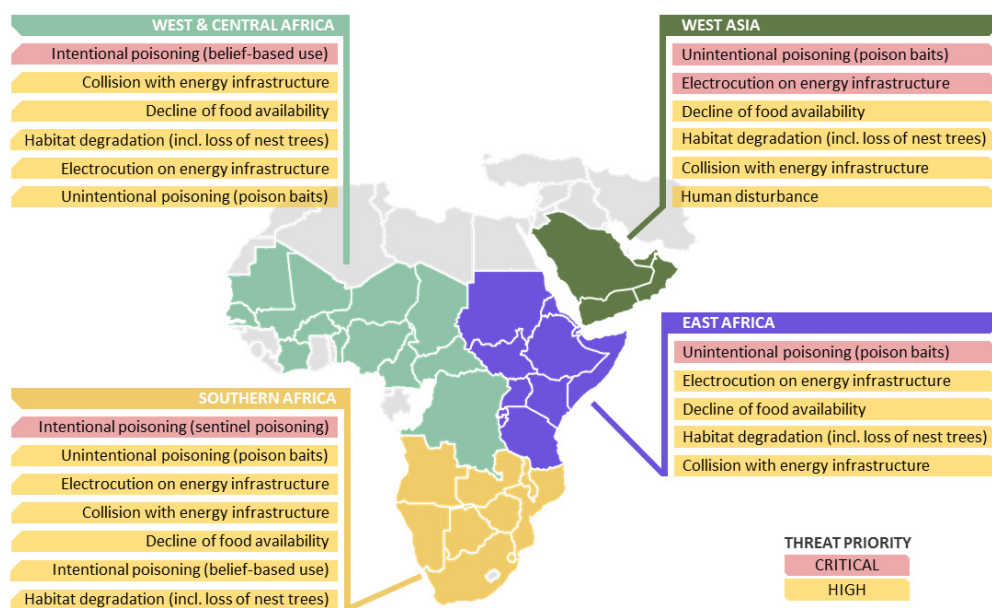 WEST & CENTRAL AFRICA
Intentional poisoning (belief-based use)
Collision with energy infrastructure
Decline of food availability
Habitat degradation (incl. loss of nest trees)
Electrocution on energy infrastructure
Unintentional poisoning (poison baits)
WEST ASIA
Unintentional poisoning (poison baits)
Electrocution on energy infrastructure
Decline of food availability
Habitat degradation (incl. loss of nest trees)
Collision with energy infrastructure
Human disturbance
EAST AFRICA
Unintentional poisoning (poison baits)
Electrocution on energy infrastructure
Decline of food availability
Habitat degradation (incl. loss of nest trees)
Collision with energy infrastructure
SOUTHERN AFRICA
Intentional poisoning (sentinel poisoning)
Unintentional poisoning (poison baits)
Electrocution on energy infrastructure
Collision with energy infrastructure
Decline of food availability
Intentional poisoning (belief-based use)
Habitat degradation (incl. loss of nest trees)
THREAT PRIORITY
CRITICAL
HIGH